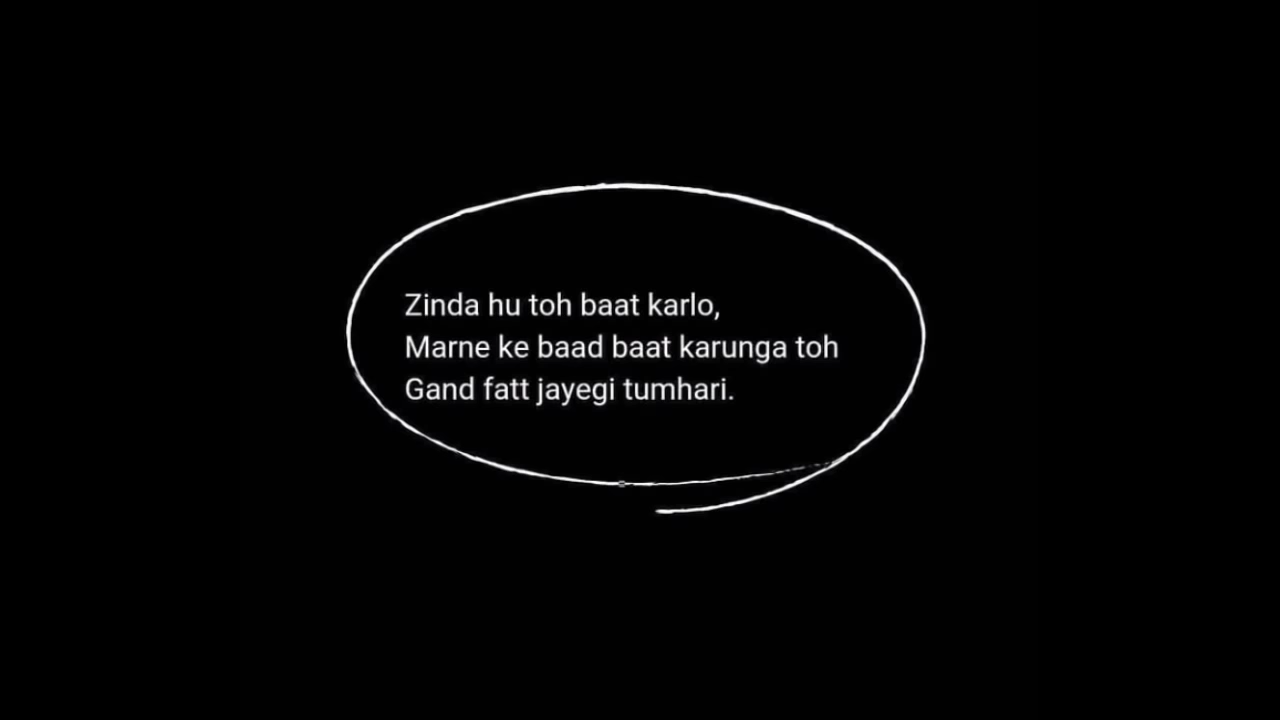 Zinda hu toh baat karlo,
Marne ke baad baat karunga toh
Gand fatt jayegi tumhari.